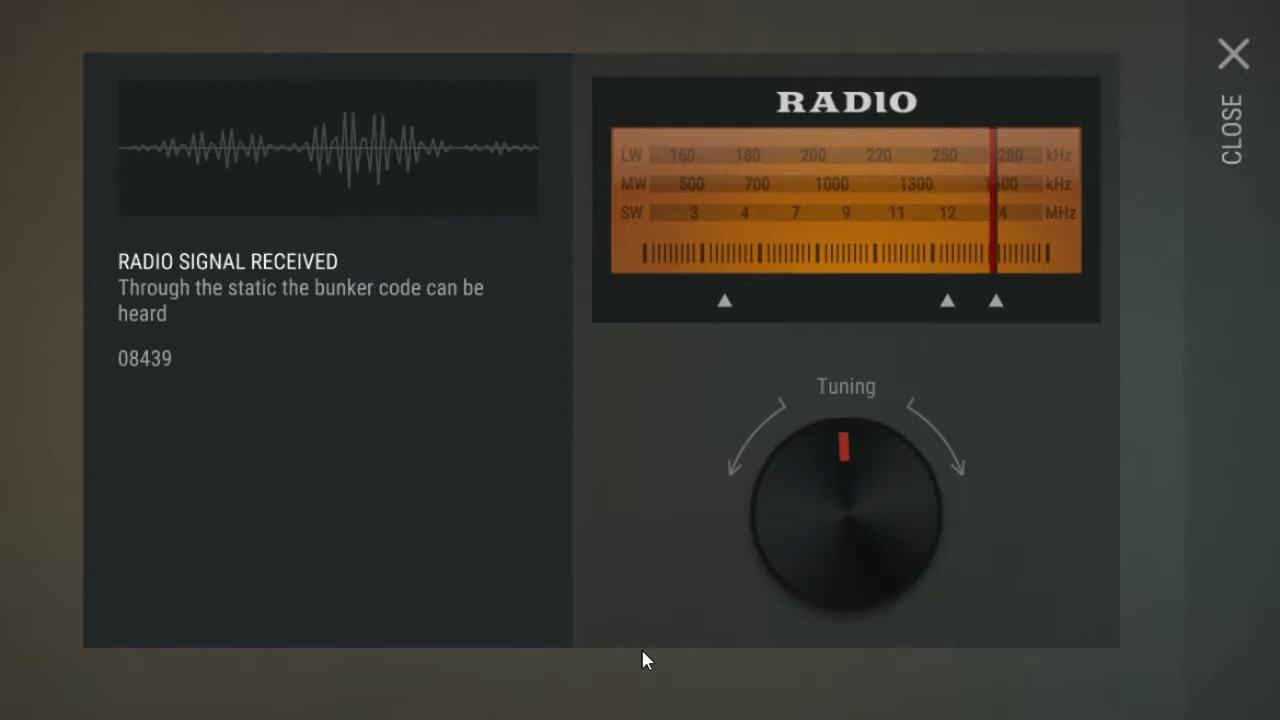 RADIO SIGNAL RECEIVED
Through the static the bunker code can be
heard
08439
RADIO
LW 160 180 200 220 250 280 kHz
MW 500 700 1000 1300 1600 kHz
SW 3 4 7 9 11 12 4 MHz
Tuning
CLOSE